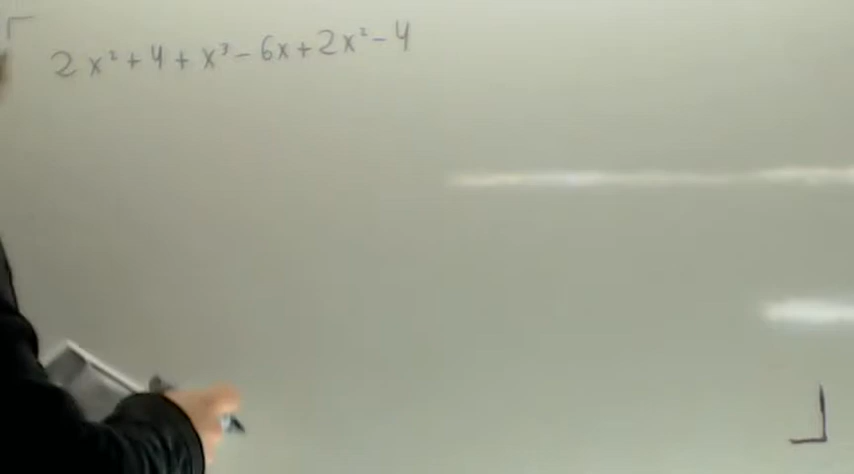 2x² + 4 + x³ - 6x + 2x² - 4